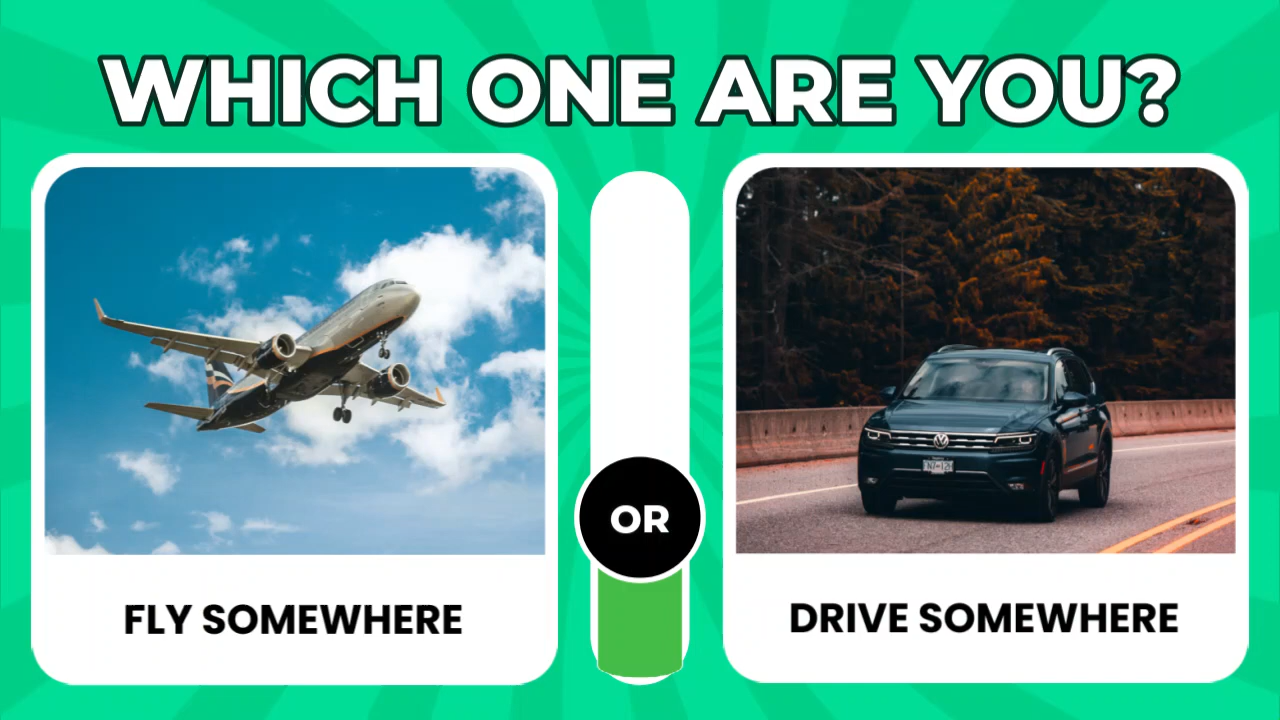 WHICH ONE ARE YOU?
OR
FLY SOMEWHERE
DRIVE SOMEWHERE